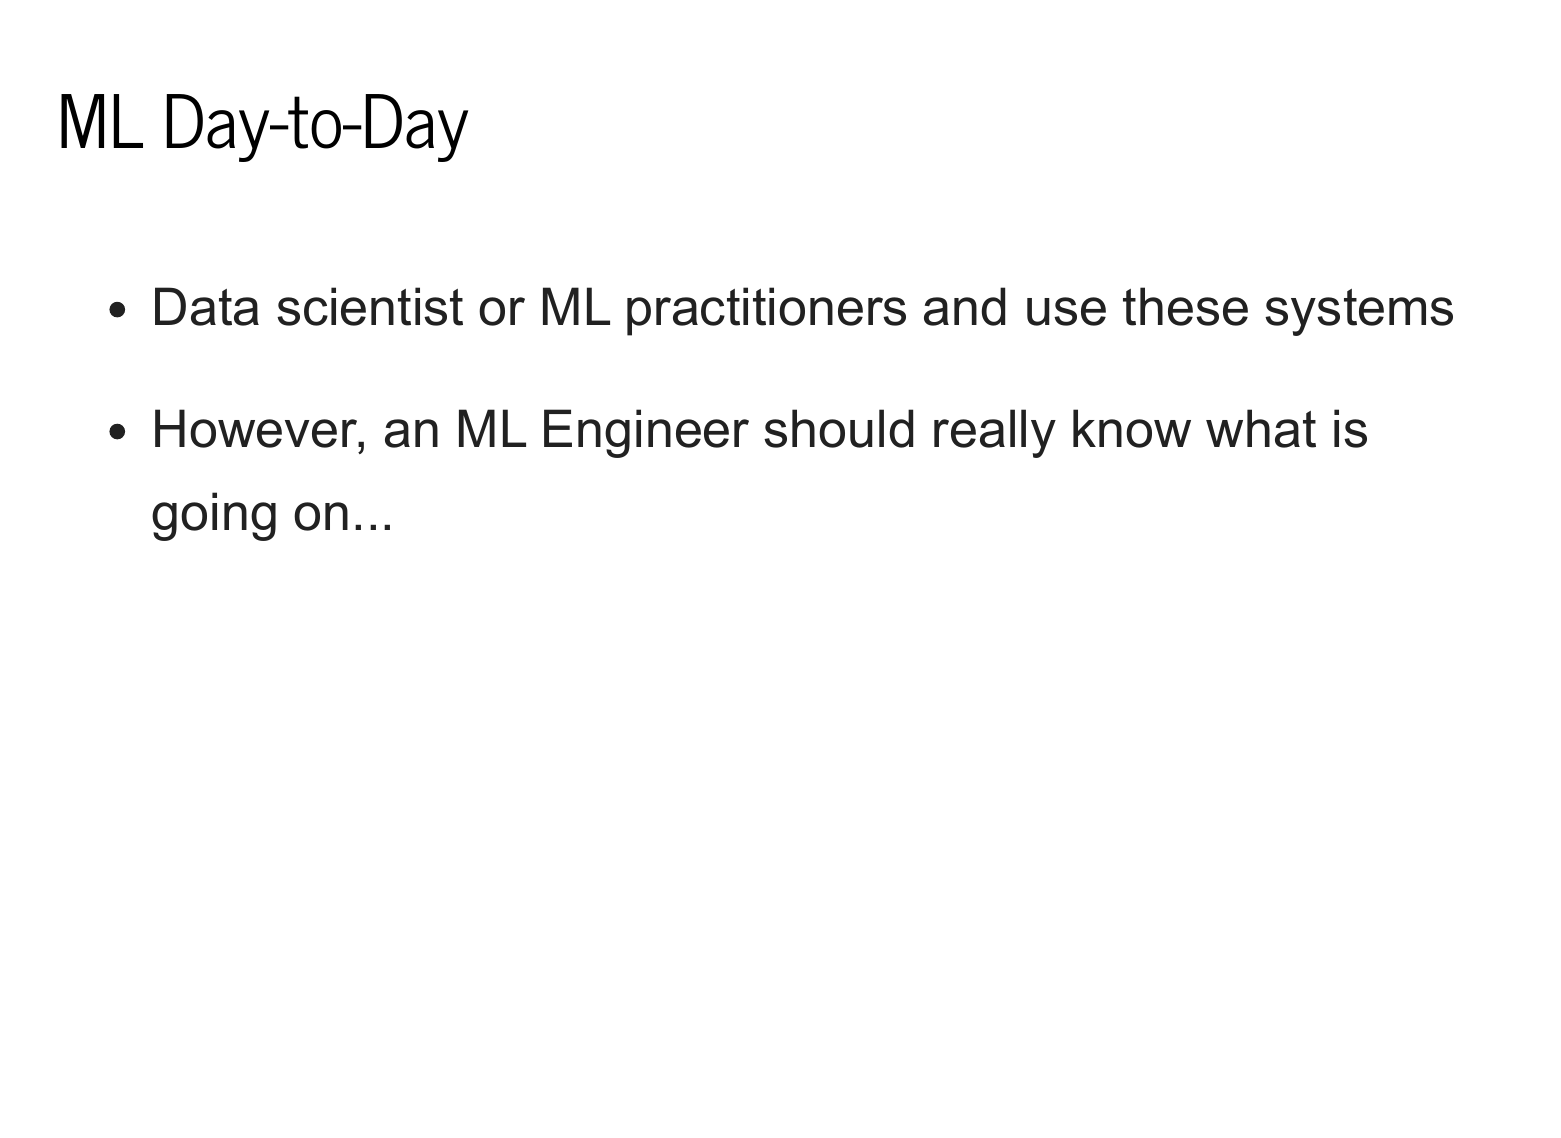 ML Day-to-Day
• Data scientist or ML practitioners and use these systems
• However, an ML Engineer should really know what is
going on...